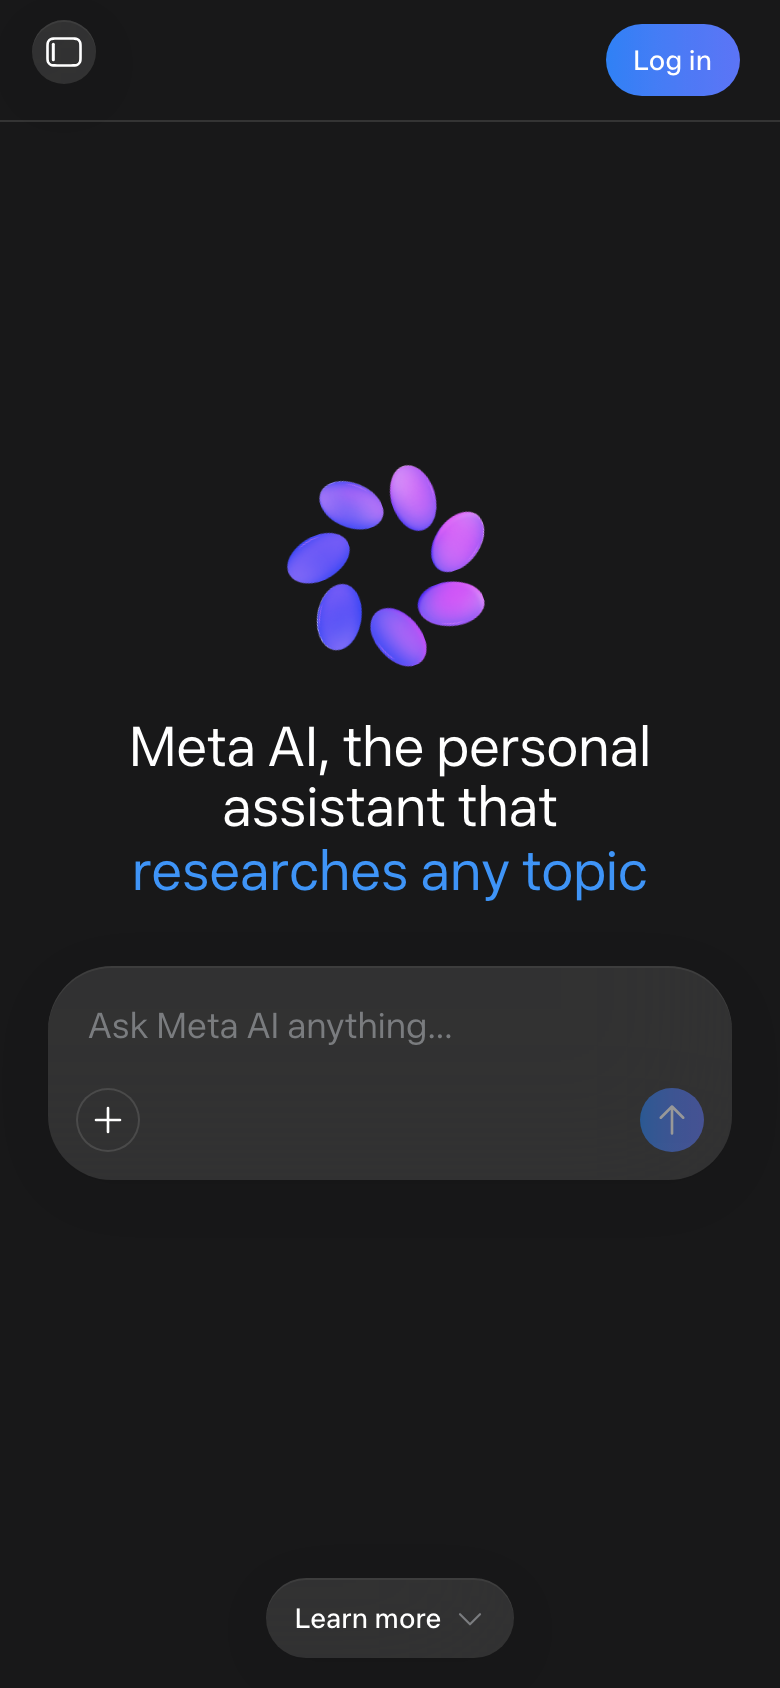 Log in
Meta AI, the personal
assistant that
researches any topic
Ask Meta AI anything...
Learn more